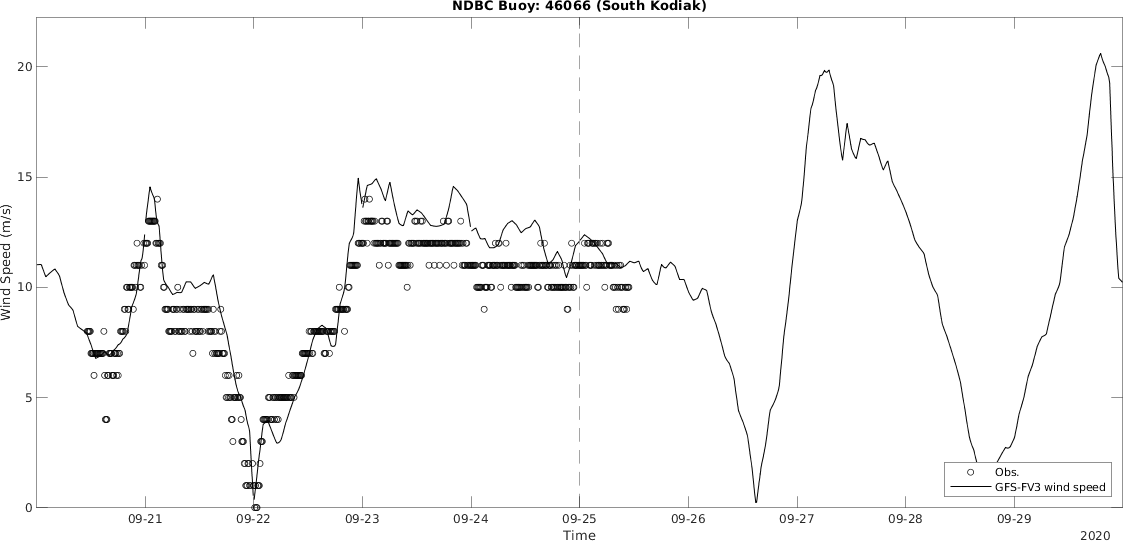 NDBC Buoy: 46066 (South Kodiak)
Wind Speed (m/s)
20
15
10
5
0
Obs.
GFS-FV3 wind speed
09-21 09-22 09-23 09-24 09-25 09-26 09-27 09-28 09-29
Time
2020